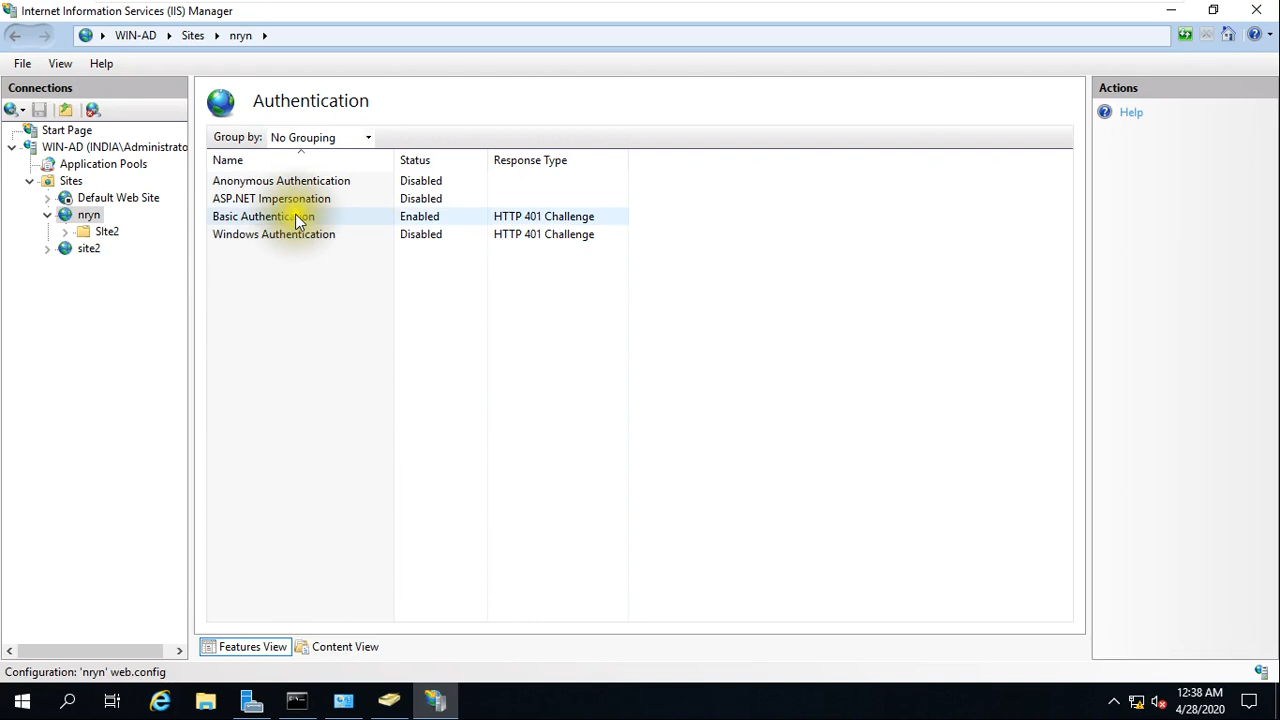 Internet Information Services (IIS) Manager
WIN-AD Sites nryn
File View Help
Connections
Start Page
WIN-AD (INDIA\Administrato
Application Pools
Sites
Default Web Site
nryn
SIte2
site2
Authentication
Group by: No Grouping
Name Status Response Type
Anonymous Authentication Disabled
ASP.NET Impersonation Disabled
Basic Authentication Enabled HTTP 401 Challenge
Windows Authentication Disabled HTTP 401 Challenge
Actions
Help
Features View Content View
Configuration: 'nryn' web.config
12:38 AM
4/28/2020